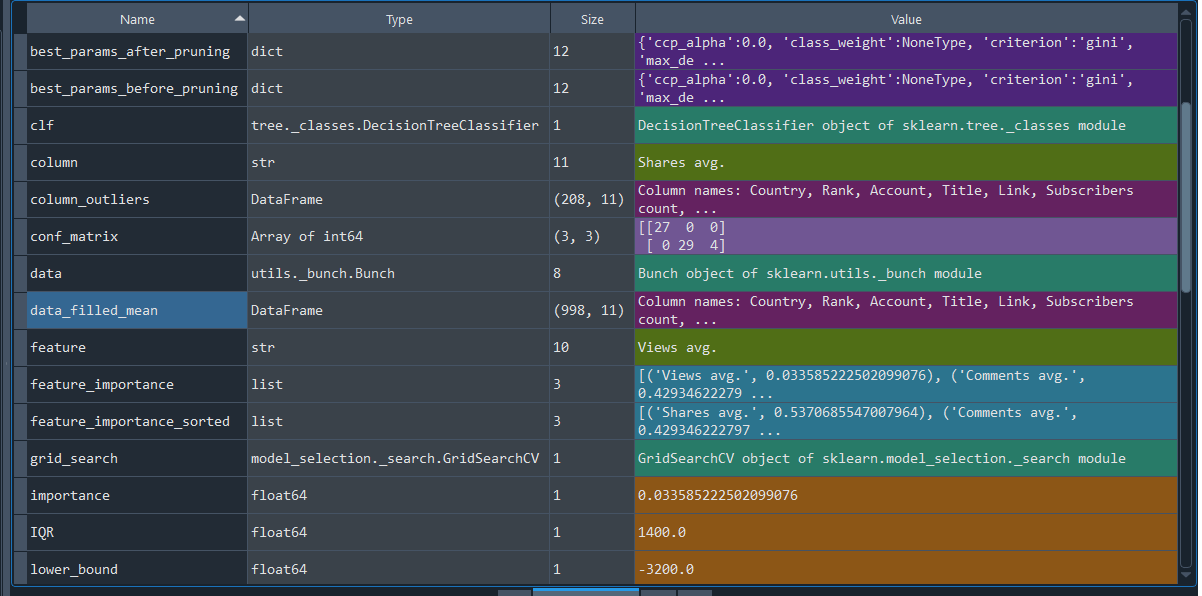 Name Type Size Value
best_params_after_pruning dict 12 {'ccp_alpha':0.0, 'class_weight':NoneType, 'criterion':'gini',
'max_de ...
best_params_before_pruning dict 12 {'ccp_alpha':0.0, 'class_weight':NoneType, 'criterion':'gini',
'max_de ...
clf tree._classes.DecisionTreeClassifier 1 DecisionTreeClassifier object of sklearn.tree._classes module
column str 11 Shares avg.
column_outliers DataFrame (208, 11) Column names: Country, Rank, Account, Title, Link, Subscribers
count, ...
conf_matrix Array of int64 (3, 3) [[27 0 0]
[ 0 29 4]
data utils._bunch.Bunch 8 Bunch object of sklearn.utils._bunch module
data_filled_mean DataFrame (998, 11) Column names: Country, Rank, Account, Title, Link, Subscribers
count, ...
feature str 10 Views avg.
feature_importance list 3 [('Views avg.', 0.033585222502099076), ('Comments avg.',
0.42934622279 ...
feature_importance_sorted list 3 [('Shares avg.', 0.5370685547007964), ('Comments avg.',
0.429346222797 ...
grid_search model_selection._search.GridSearchCV 1 GridSearchCV object of sklearn.model_selection._search module
importance float64 1 0.033585222502099076
IQR float64 1 1400.0
lower_bound float64 1 -3200.0